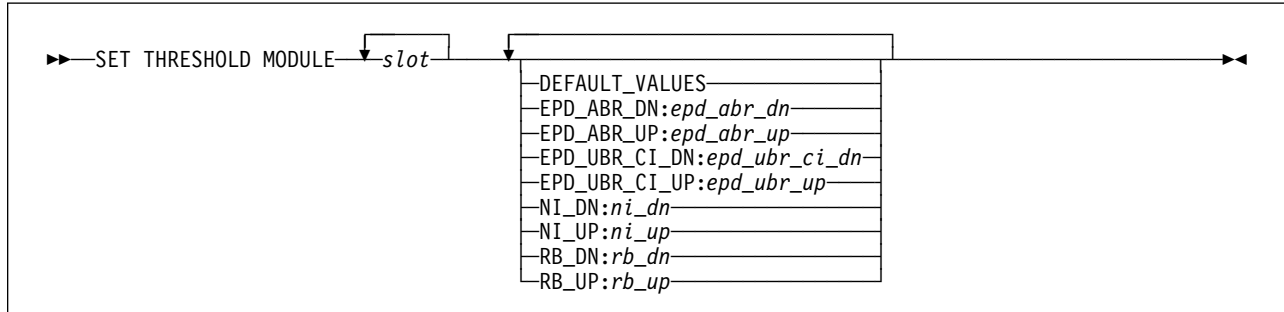 SET THRESHOLD MODULE slot
DEFAULT_VALUES
EPD_ABR_DN:epd_abr_dn
EPD_ABR_UP:epd_abr_up
EPD_UBR_CI_DN:epd_ubr_ci_dn
EPD_UBR_CI_UP:epd_ubr_up
NI_DN:ni_dn
NI_UP:ni_up
RB_DN:rb_dn
RB_UP:rb_up